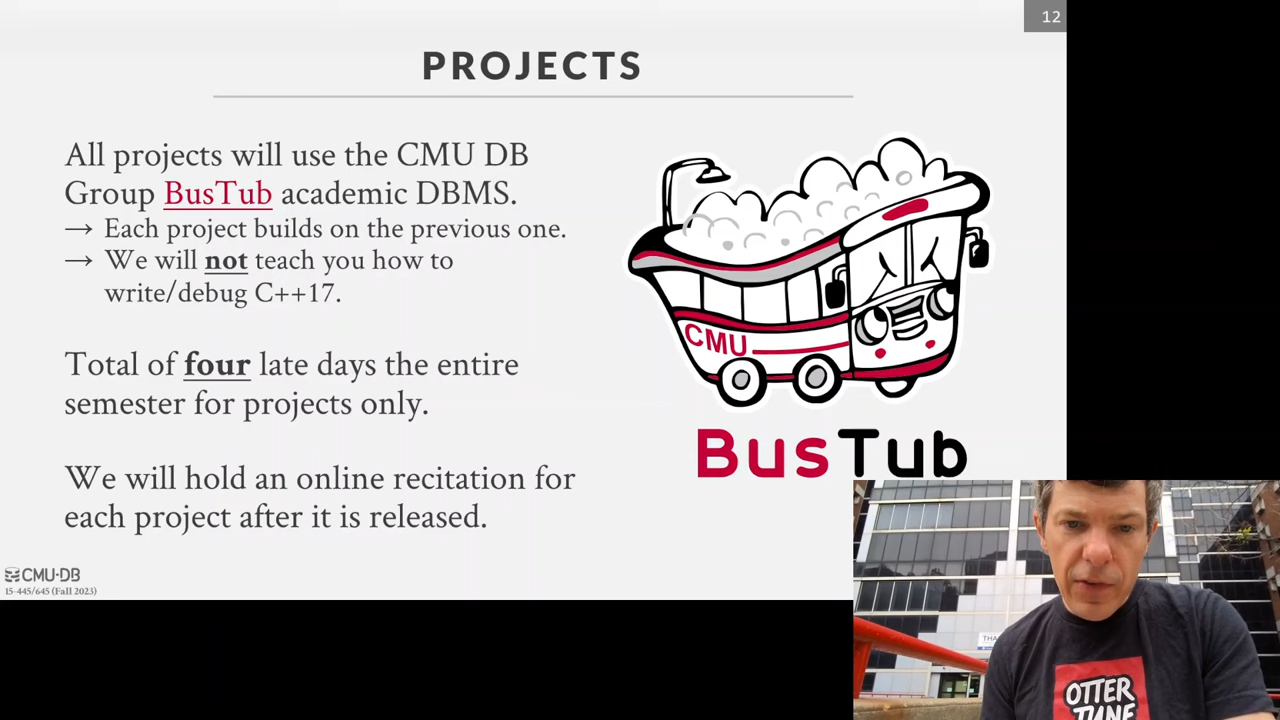 12
PROJECTS
All projects will use the CMU DB
Group BusTub academic DBMS.
→ Each project builds on the previous one.
→ We will not teach you how to
write/debug C++17.
Total of four late days the entire
semester for projects only.
We will hold an online recitation for
each project after it is released.
CMU
BusTub
CMU·DB
15-445/645 (Fall 2023)
THA
OTTER
TUNE